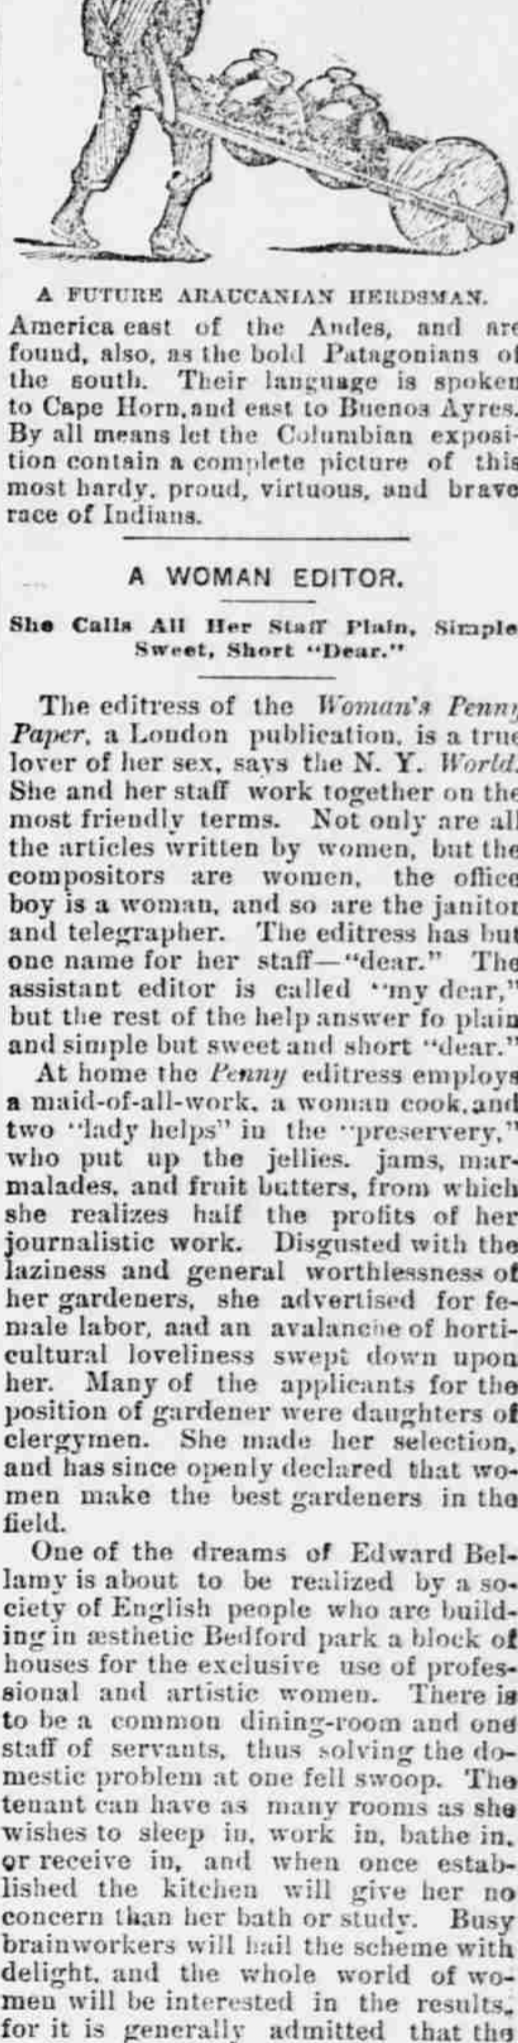 A FUTURE ARAUCANIAN HERDSMAN.
America east of the Andes, and are
found, also, as the bold Patagonians of
the south. Their language is spoken
to Cape Horn, and east to Buenos Ayres.
By all means let the Columbian exposi-
tion contain a complete picture of this
most hardy, proud, virtuous, and brave
race of Indians.
A WOMAN EDITOR.
She Calls All Her Staff Plain, Simple
Sweet, Short "Dear."
The editress of the Woman's Penny
Paper, a London publication, is a true
lover of her sex, says the N. Y. World.
She and her staff work together on the
most friendly terms. Not only are all
the articles written by women, but the
compositors are women, the office
boy is a woman, and so are the janitor
and telegrapher. The editress has but
one name for her staff—"dear." The
assistant editor is called "my dear,"
but the rest of the help answer fo plain
and simple but sweet and short "dear."
At home the Penny editress employs
a maid-of-all-work, a woman cook, and
two "lady helps" in the "preservery,"
who put up the jellies, jams, mar-
malades, and fruit butters, from which
she realizes half the profits of her
journalistic work. Disgusted with the
laziness and general worthlessness of
her gardeners, she advertised for fe-
male labor, aad an avalanche of horti-
cultural loveliness swept down upon
her. Many of the applicants for the
position of gardener were daughters of
clergymen. She made her selection,
and has since openly declared that wo-
men make the best gardeners in the
field.
One of the dreams of Edward Bel-
lamy is about to be realized by a so-
ciety of English people who are build-
ing in æsthetic Bedford park a block of
houses for the exclusive use of profes-
sional and artistic women. There is
to be a common dining-room and one
staff of servants, thus solving the do-
mestic problem at one fell swoop. The
tenant can have as many rooms as she
wishes to sleep in, work in, bathe in,
or receive in, and when once estab-
lished the kitchen will give her no
concern than her bath or study. Busy
brainworkers will hail the scheme with
delight, and the whole world of wo-
men will be interested in the results,
for it is generally admitted that the